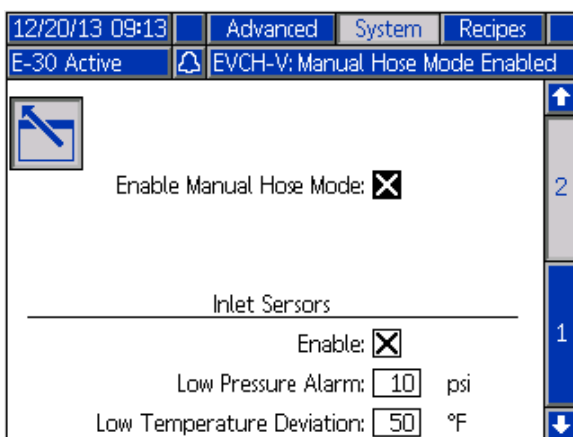 12/20/13 09:13 Advanced System Recipes
E-30 Active EVCH-V: Manual Hose Mode Enabled
Enable Manual Hose Mode:
2
Inlet Sersors
Enable:
1
Low Pressure Alarm: 10 psi
Low Temperature Deviation: 50 °F